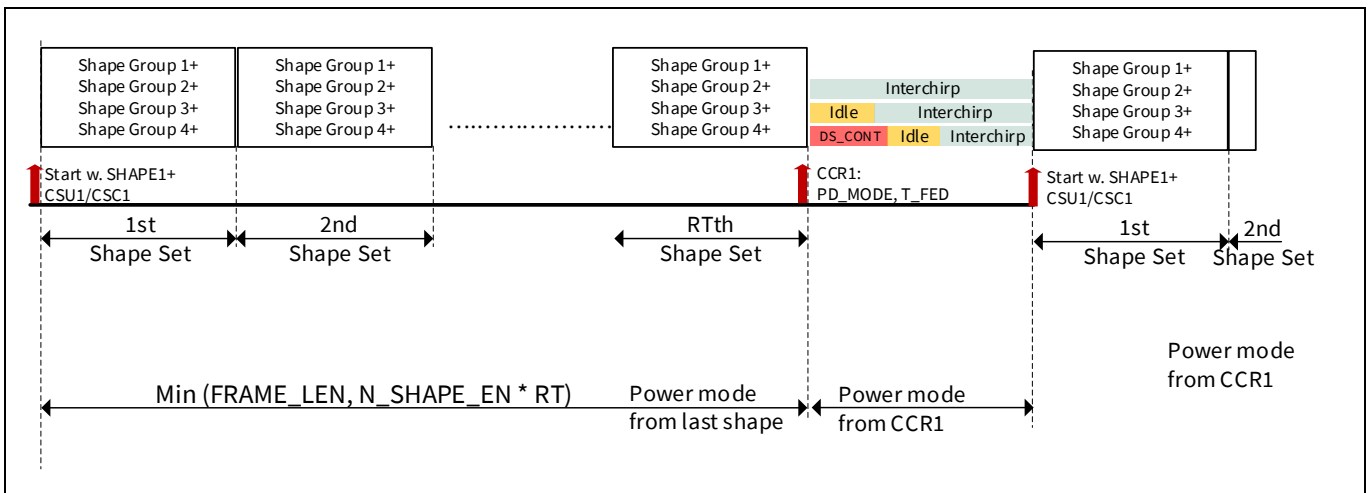 Shape Group 1+
Shape Group 2+
Shape Group 3+
Shape Group 4+
Shape Group 1+
Shape Group 2+
Shape Group 3+
Shape Group 4+
Shape Group 1+
Shape Group 2+
Shape Group 3+
Shape Group 4+
Interchirp
Idle Interchirp
DS_CONT Idle Interchirp
Shape Group 1+
Shape Group 2+
Shape Group 3+
Shape Group 4+
Start w. SHAPE1+
CSU1/CSC1
CCR1:
PD_MODE, T_FED
Start w. SHAPE1+
CSU1/CSC1
1st
Shape Set
2nd
Shape Set
RTth
Shape Set
1st
Shape Set
2nd
Shape Set
Min (FRAME_LEN, N_SHAPE_EN * RT)
Power mode
from last shape
Power mode
from CCR1
Power mode
from CCR1